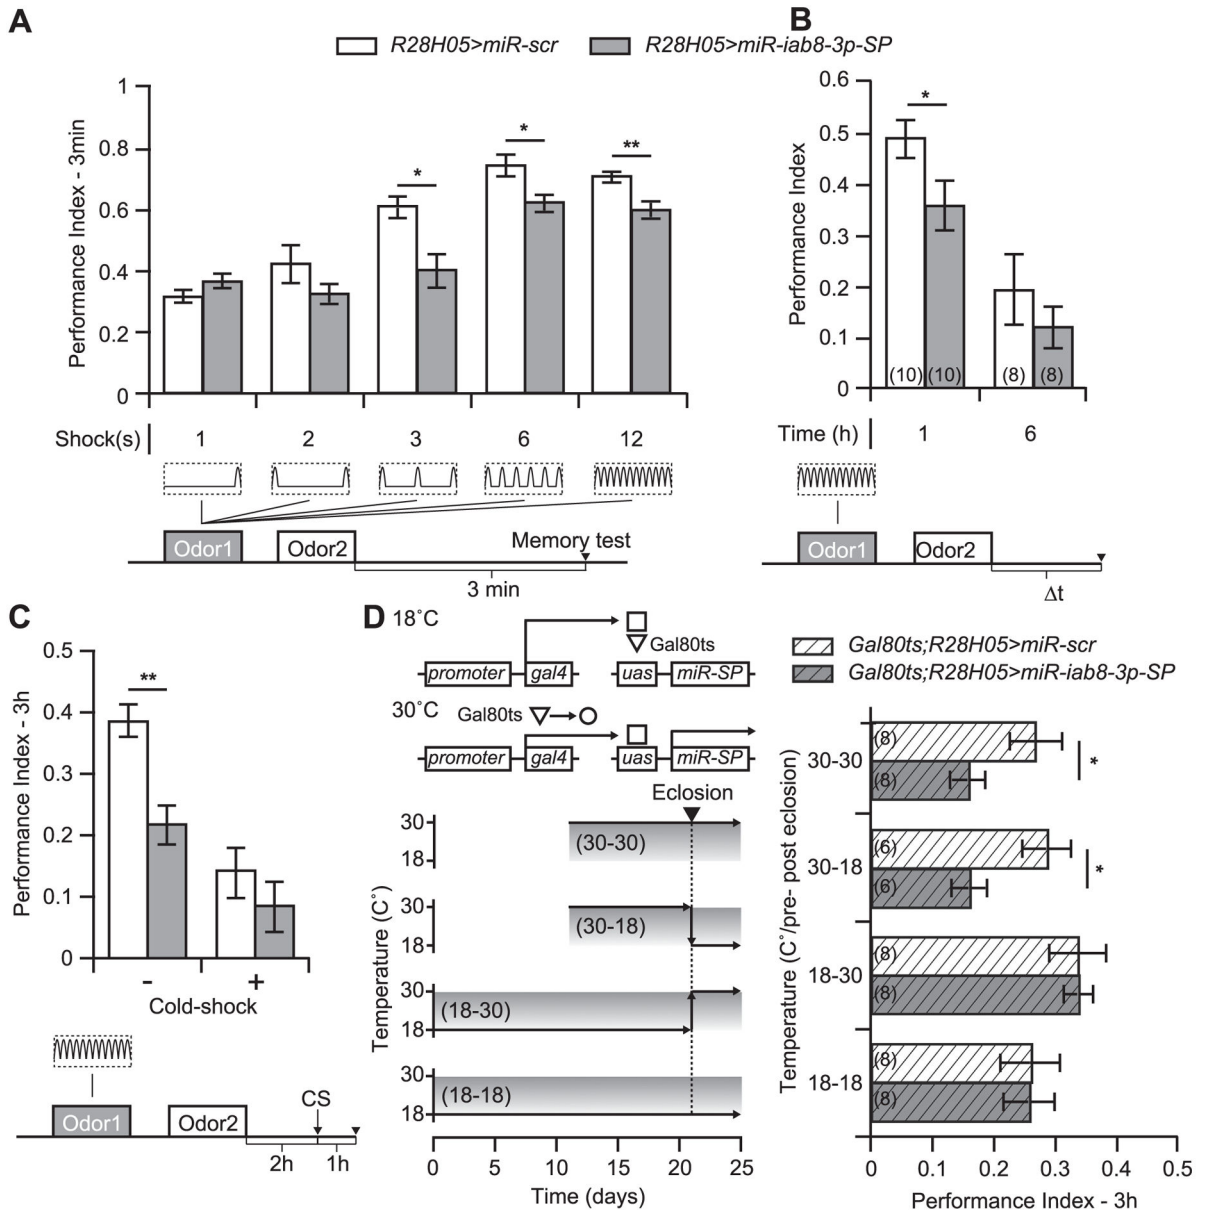 A
B
R28H05>miR-scr R28H05>miR-iab8-3p-SP
Performance Index - 3min
1
0.8
0.6
0.4
0.2
0
*
*
**
Shock(s) 1 2 3 6 12
Odor1 Odor2 Memory test
3 min
Performance Index
0.6
0.5
0.4
0.3
0.2
0.1
0
*
(10) (10) (8) (8)
Time (h) 1 6
Odor1 Odor2
Δt
C
Performance Index - 3h
0.5
0.4
0.3
0.2
0.1
0
**
- +
Cold-shock
Odor1 Odor2 CS
2h 1h
D
18˚C
Gal80ts
promoter gal4 uas miR-SP
30˚C Gal80ts
promoter gal4 uas miR-SP
Eclosion
Temperature (C˚)
30 (30-30)
18
30 (30-18)
18
30 (18-30)
18
30 (18-18)
18
0 5 10 15 20 25
Time (days)
Gal80ts;R28H05>miR-scr
Gal80ts;R28H05>miR-iab8-3p-SP
Temperature (C˚/pre- post eclosion)
30-30 (8) (8) *
30-18 (6) (6) *
18-30 (8) (8)
18-18 (8) (8)
0 0.1 0.2 0.3 0.4 0.5
Performance Index - 3h